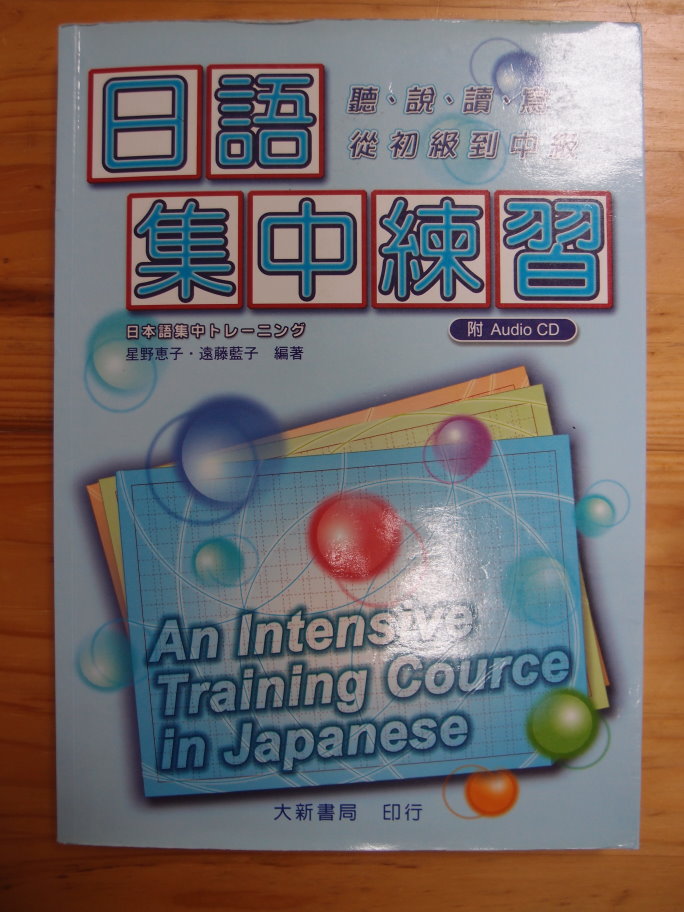 日語
聽、說、讀、寫
從初級到中級
集中練習
日本語集中トレーニング
附 Audio CD
星野恵子・遠藤藍子 編著
An Intensive
Training Cource
in Japanese
大新書局 印行